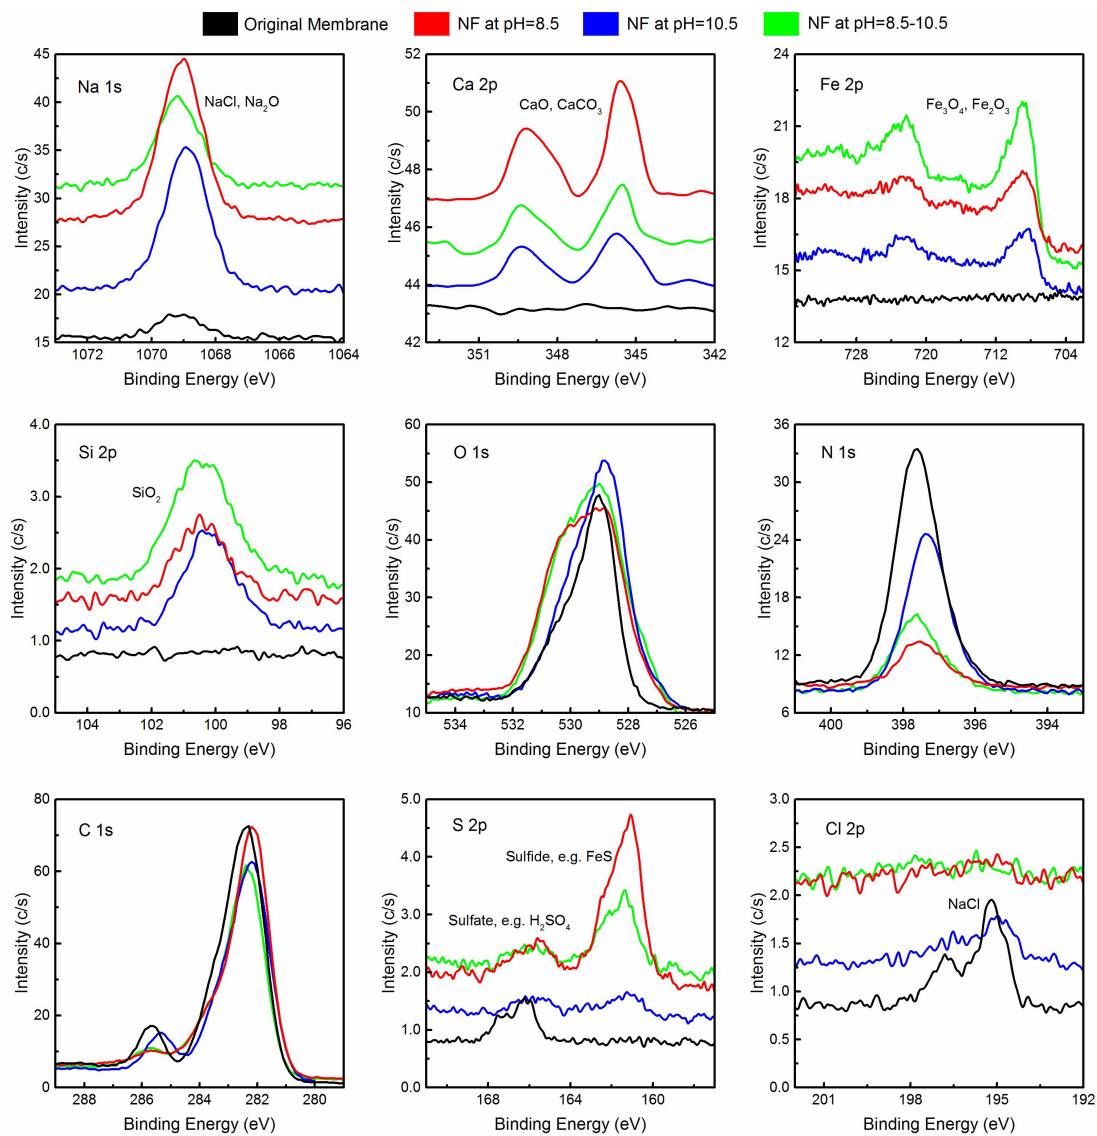 Original Membrane NF at pH=8.5 NF at pH=10.5 NF at pH=8.5-10.5
Na 1s
NaCl, Na₂O
Intensity (c/s)
45
40
35
30
25
20
15
1072 1070 1068 1066 1064
Binding Energy (eV)
Ca 2p
CaO, CaCO₃
Intensity (c/s)
52
50
48
46
44
42
351 348 345 342
Binding Energy (eV)
Fe 2p
Fe₃O₄, Fe₂O₃
Intensity (c/s)
24
21
18
15
12
728 720 712 704
Binding Energy (eV)
Si 2p
SiO₂
Intensity (c/s)
4.0
3.0
2.0
1.0
0.0
104 102 100 98 96
Binding Energy (eV)
O 1s
Intensity (c/s)
60
50
40
30
20
10
534 532 530 528 526
Binding Energy (eV)
N 1s
Intensity (c/s)
36
30
24
18
12
6
400 398 396 394
Binding Energy (eV)
C 1s
Intensity (c/s)
80
60
40
20
0
288 286 284 282 280
Binding Energy (eV)
S 2p
Sulfide, e.g. FeS
Sulfate, e.g. H₂SO₄
Intensity (c/s)
5.0
4.0
3.0
2.0
1.0
0.0
168 164 160
Binding Energy (eV)
Cl 2p
NaCl
Intensity (c/s)
3.0
2.5
2.0
1.5
1.0
0.5
0.0
201 198 195 192
Binding Energy (eV)